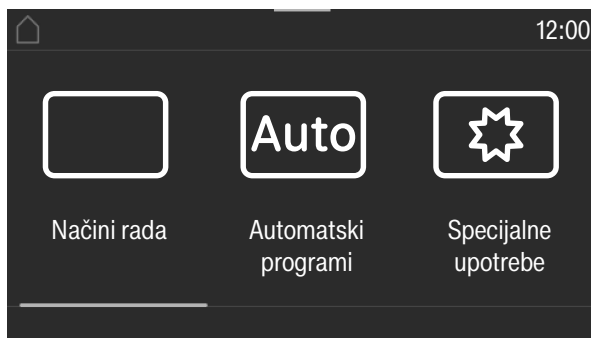 12:00
Auto
Načini rada
Automatski
programi
Specijalne
upotrebe